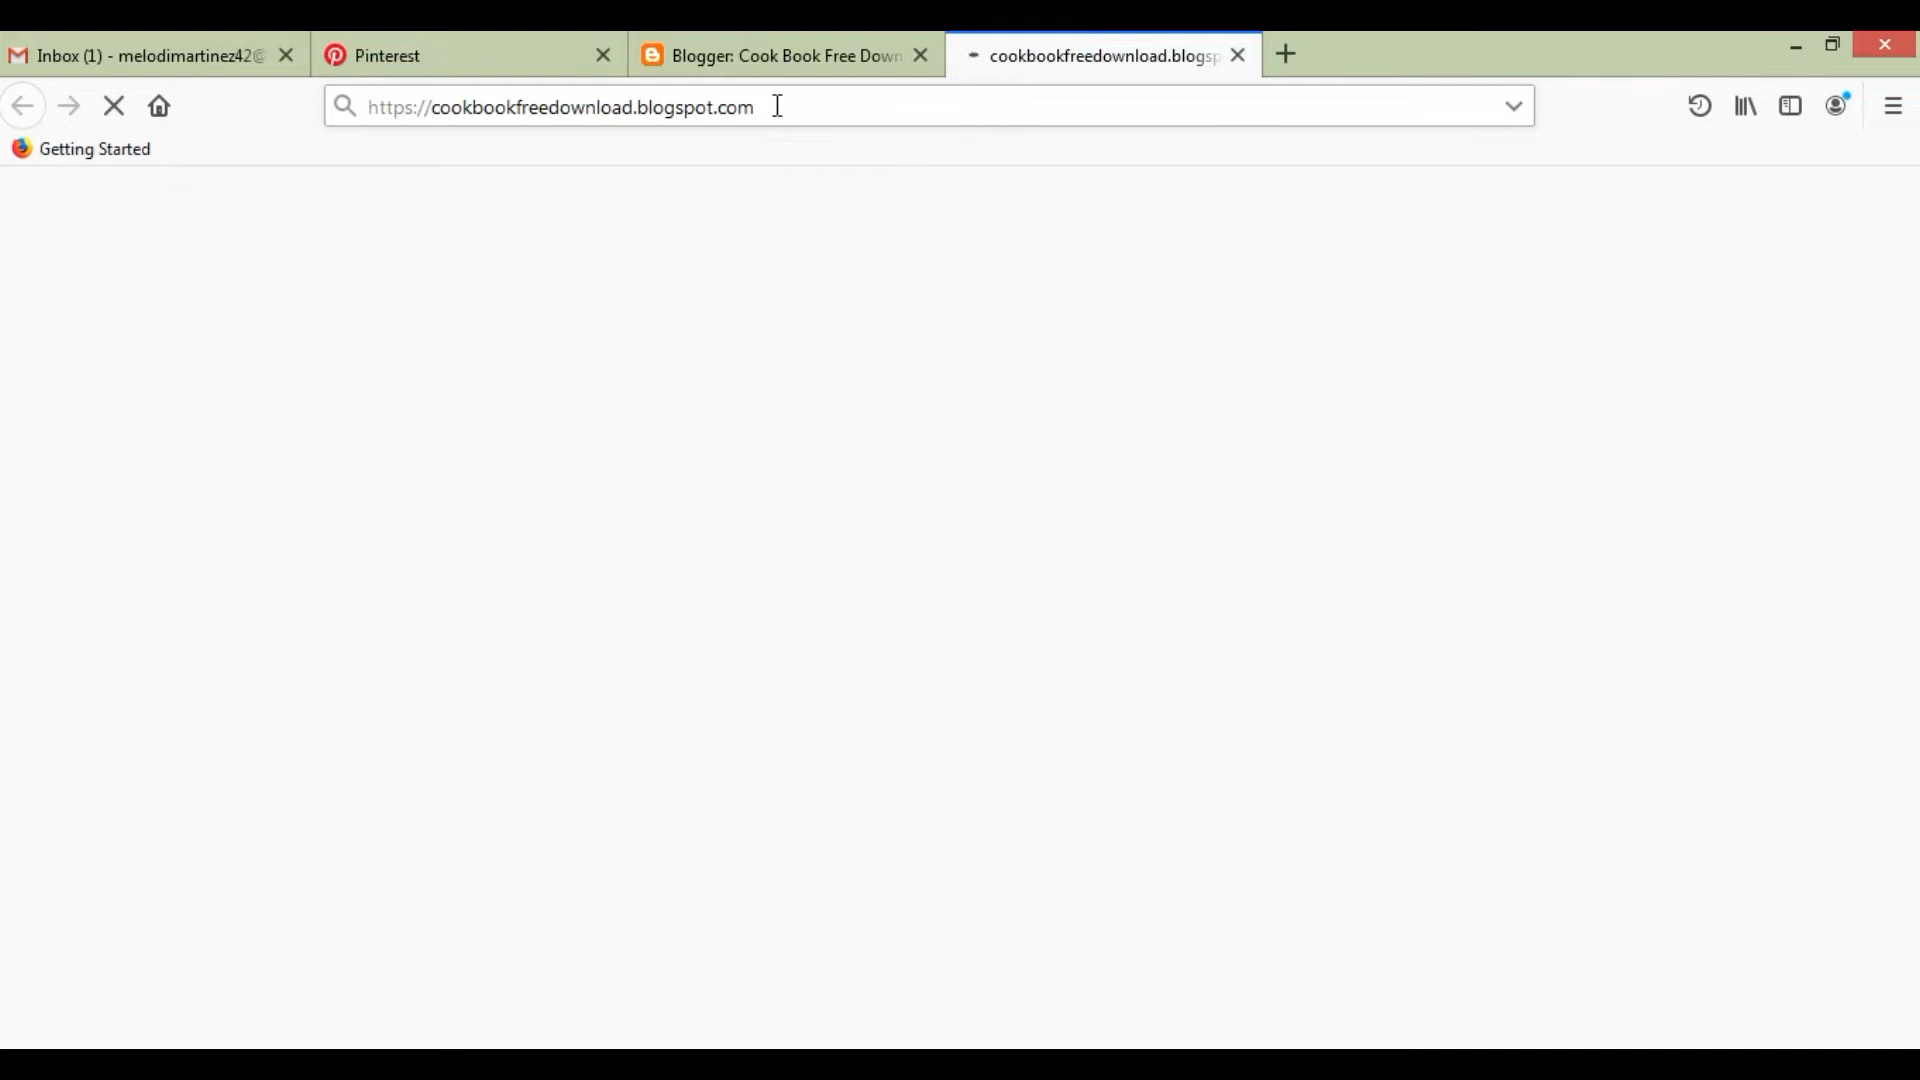 Inbox (1) - melodimartinez42@
Pinterest
Blogger: Cook Book Free Down
cookbookfreedownload.blogsp
https://cookbookfreedownload.blogspot.com
Getting Started